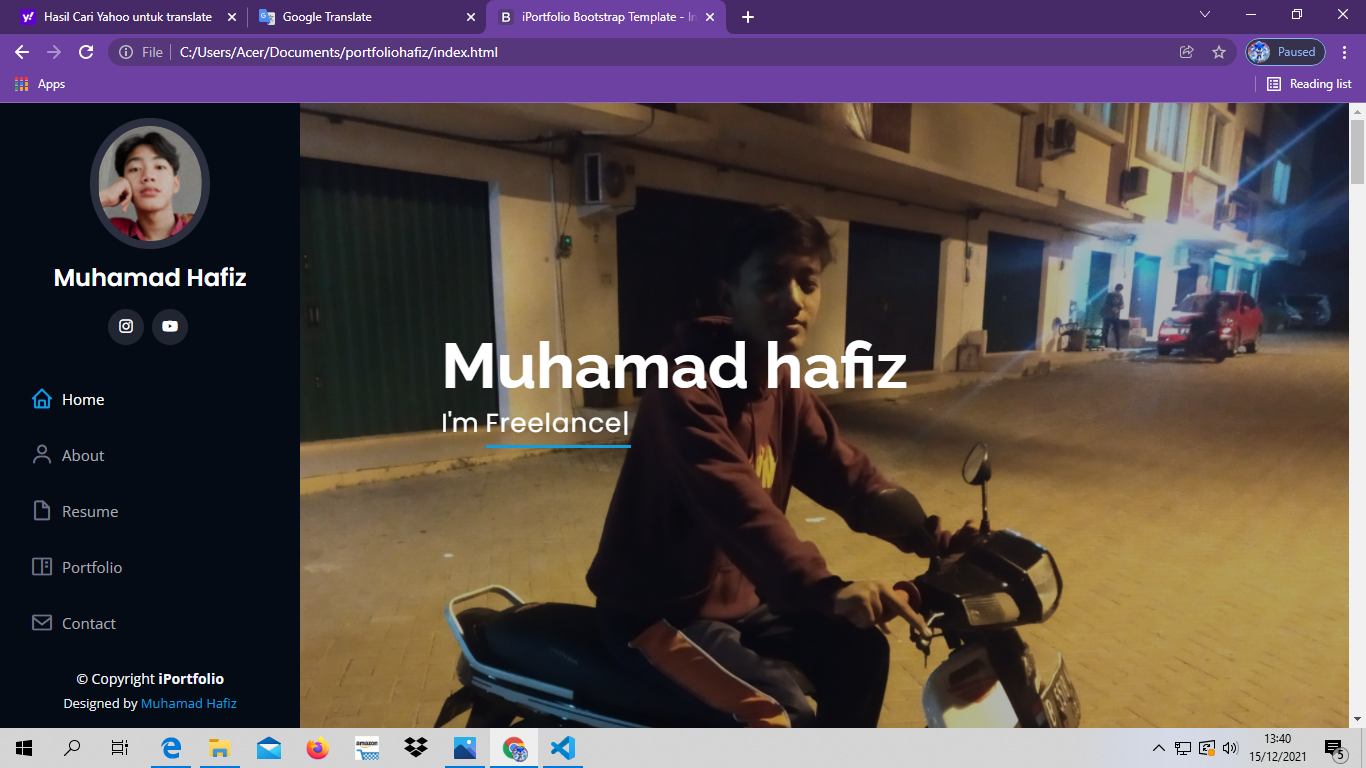 Hasil Cari Yahoo untuk translate
Google Translate
iPortfolio Bootstrap Template - In
File
C:/Users/Acer/Documents/portfoliohafiz/index.html
Paused
Apps
Reading list
Muhamad Hafiz
Home
About
Resume
Portfolio
Contact
© Copyright iPortfolio
Designed by Muhamad Hafiz
Muhamad hafiz
I'm Freelance|
amazon
13:40
15/12/2021
5